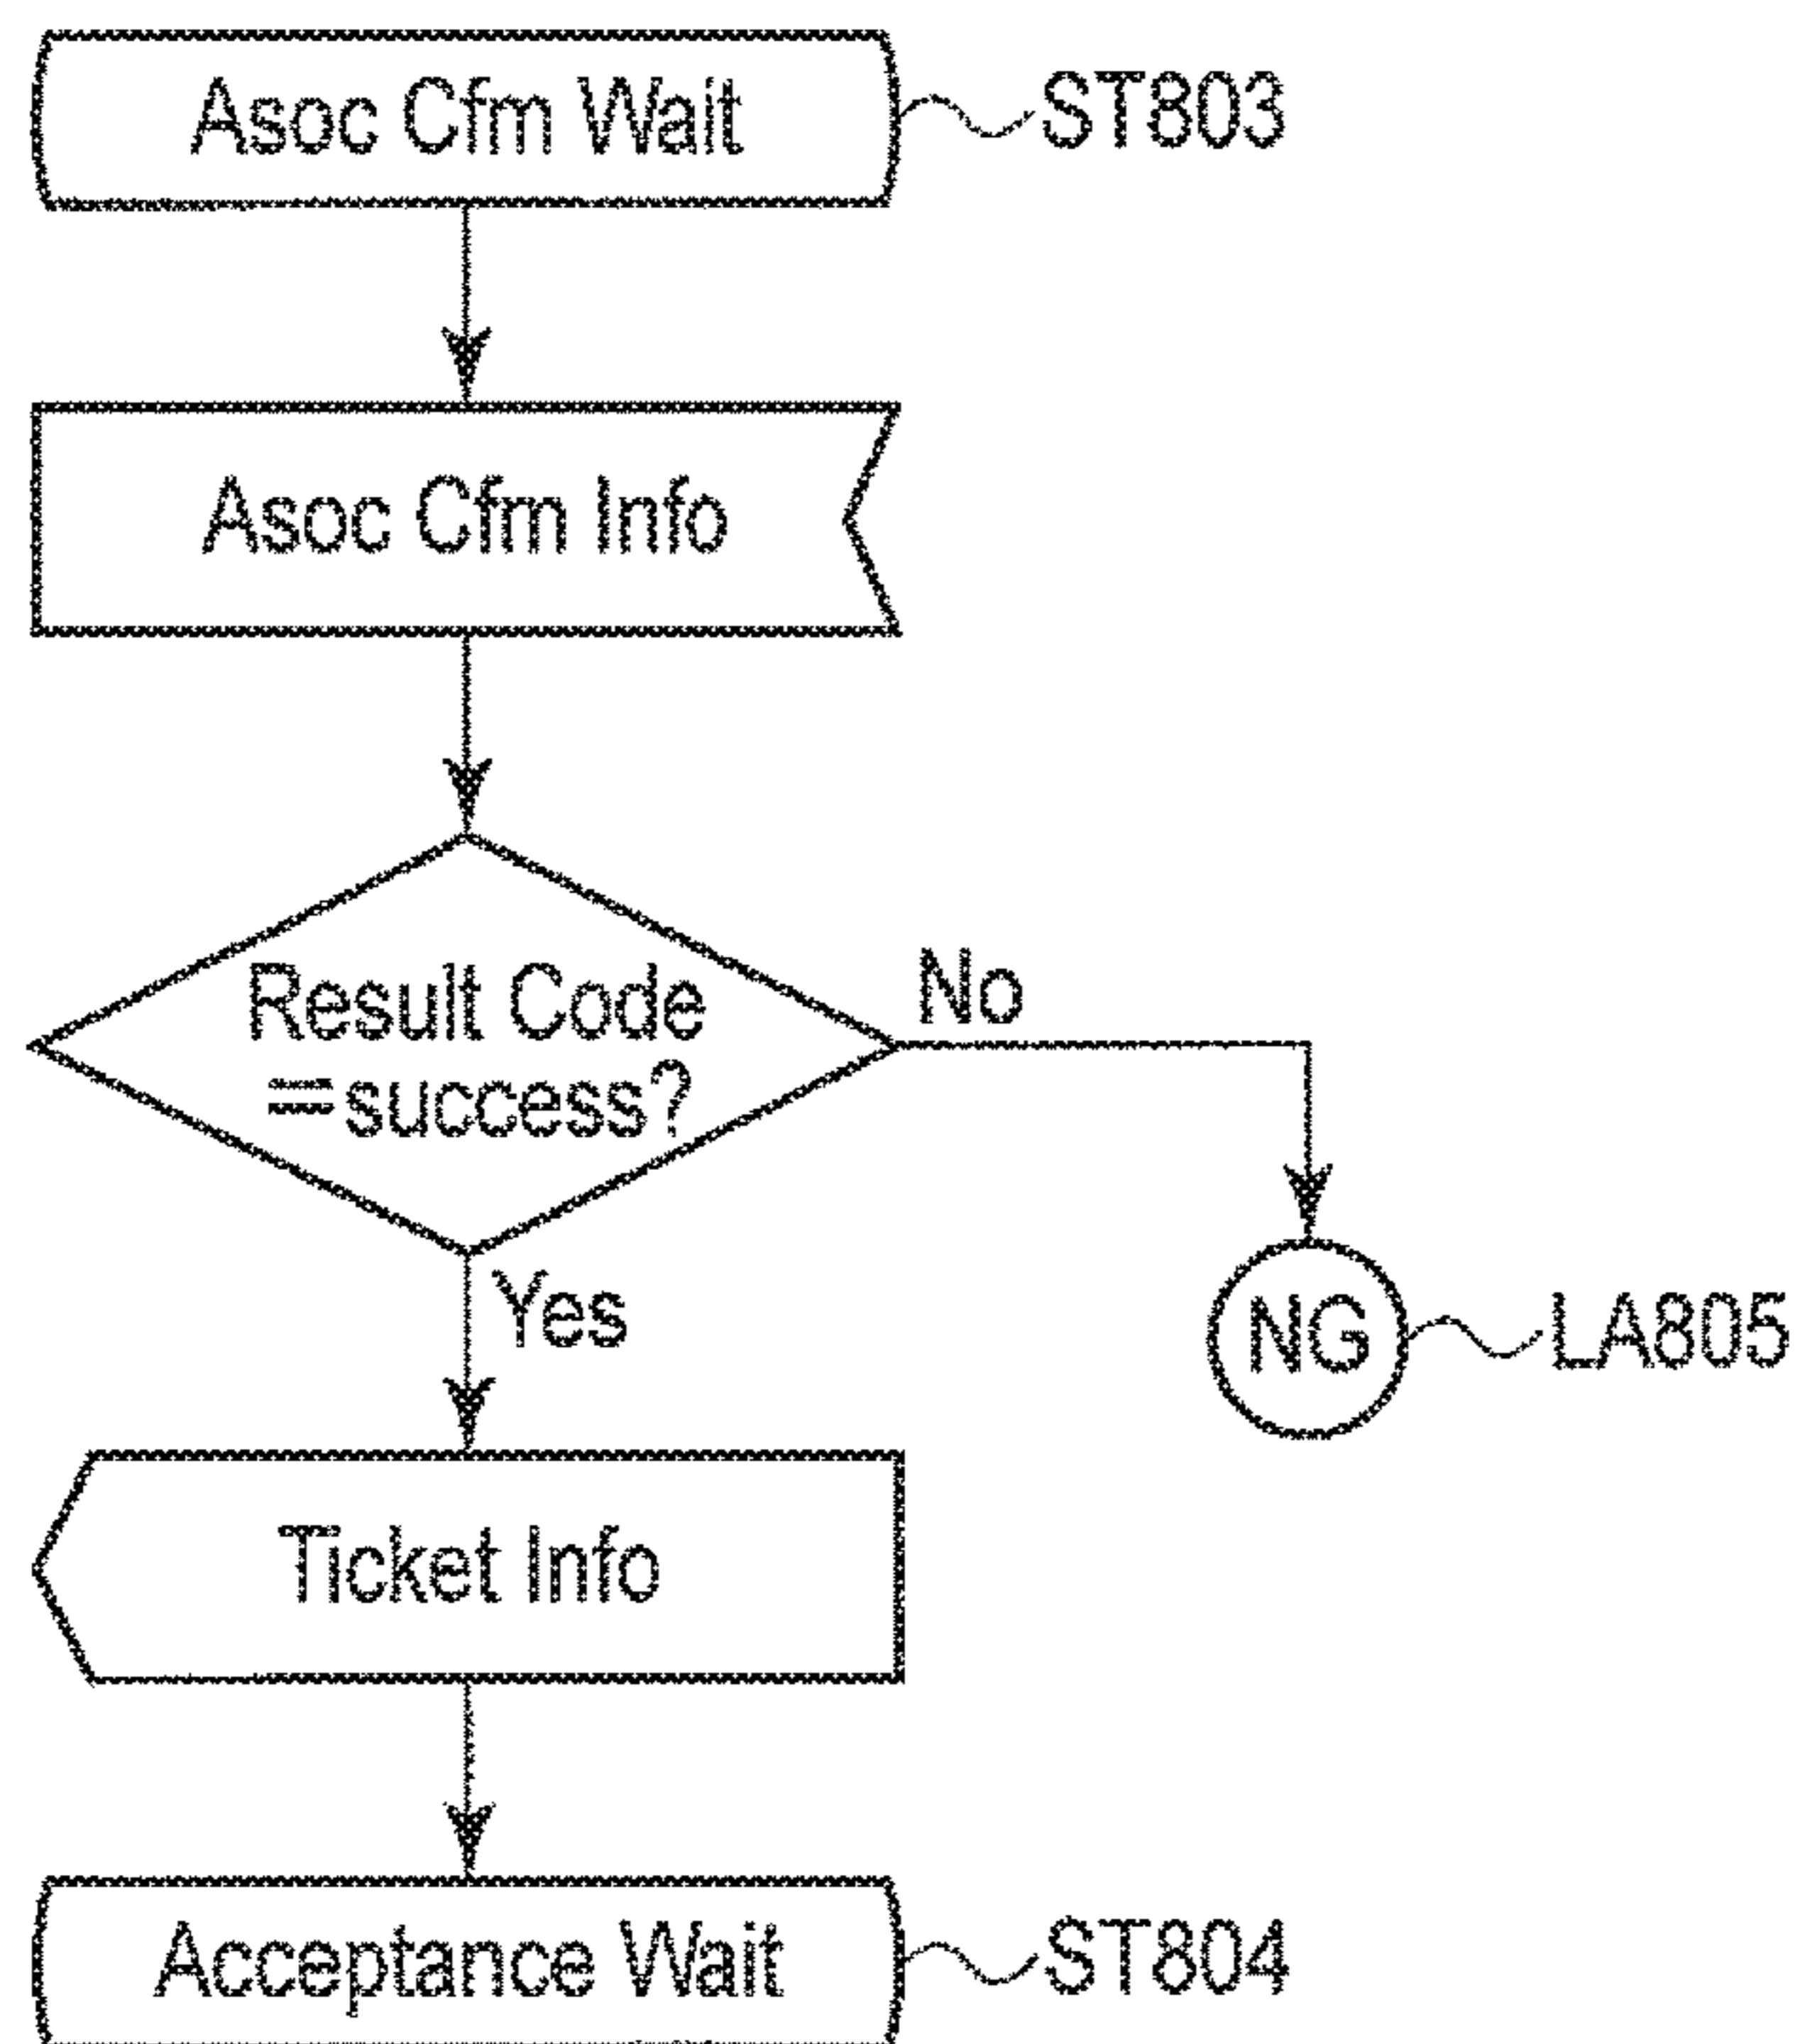 Asoc Cfm Wait
ST803
Asoc Cfm Info
Result Code
=success?
No
Yes
NG
LA805
Ticket Info
Acceptance Wait
ST804